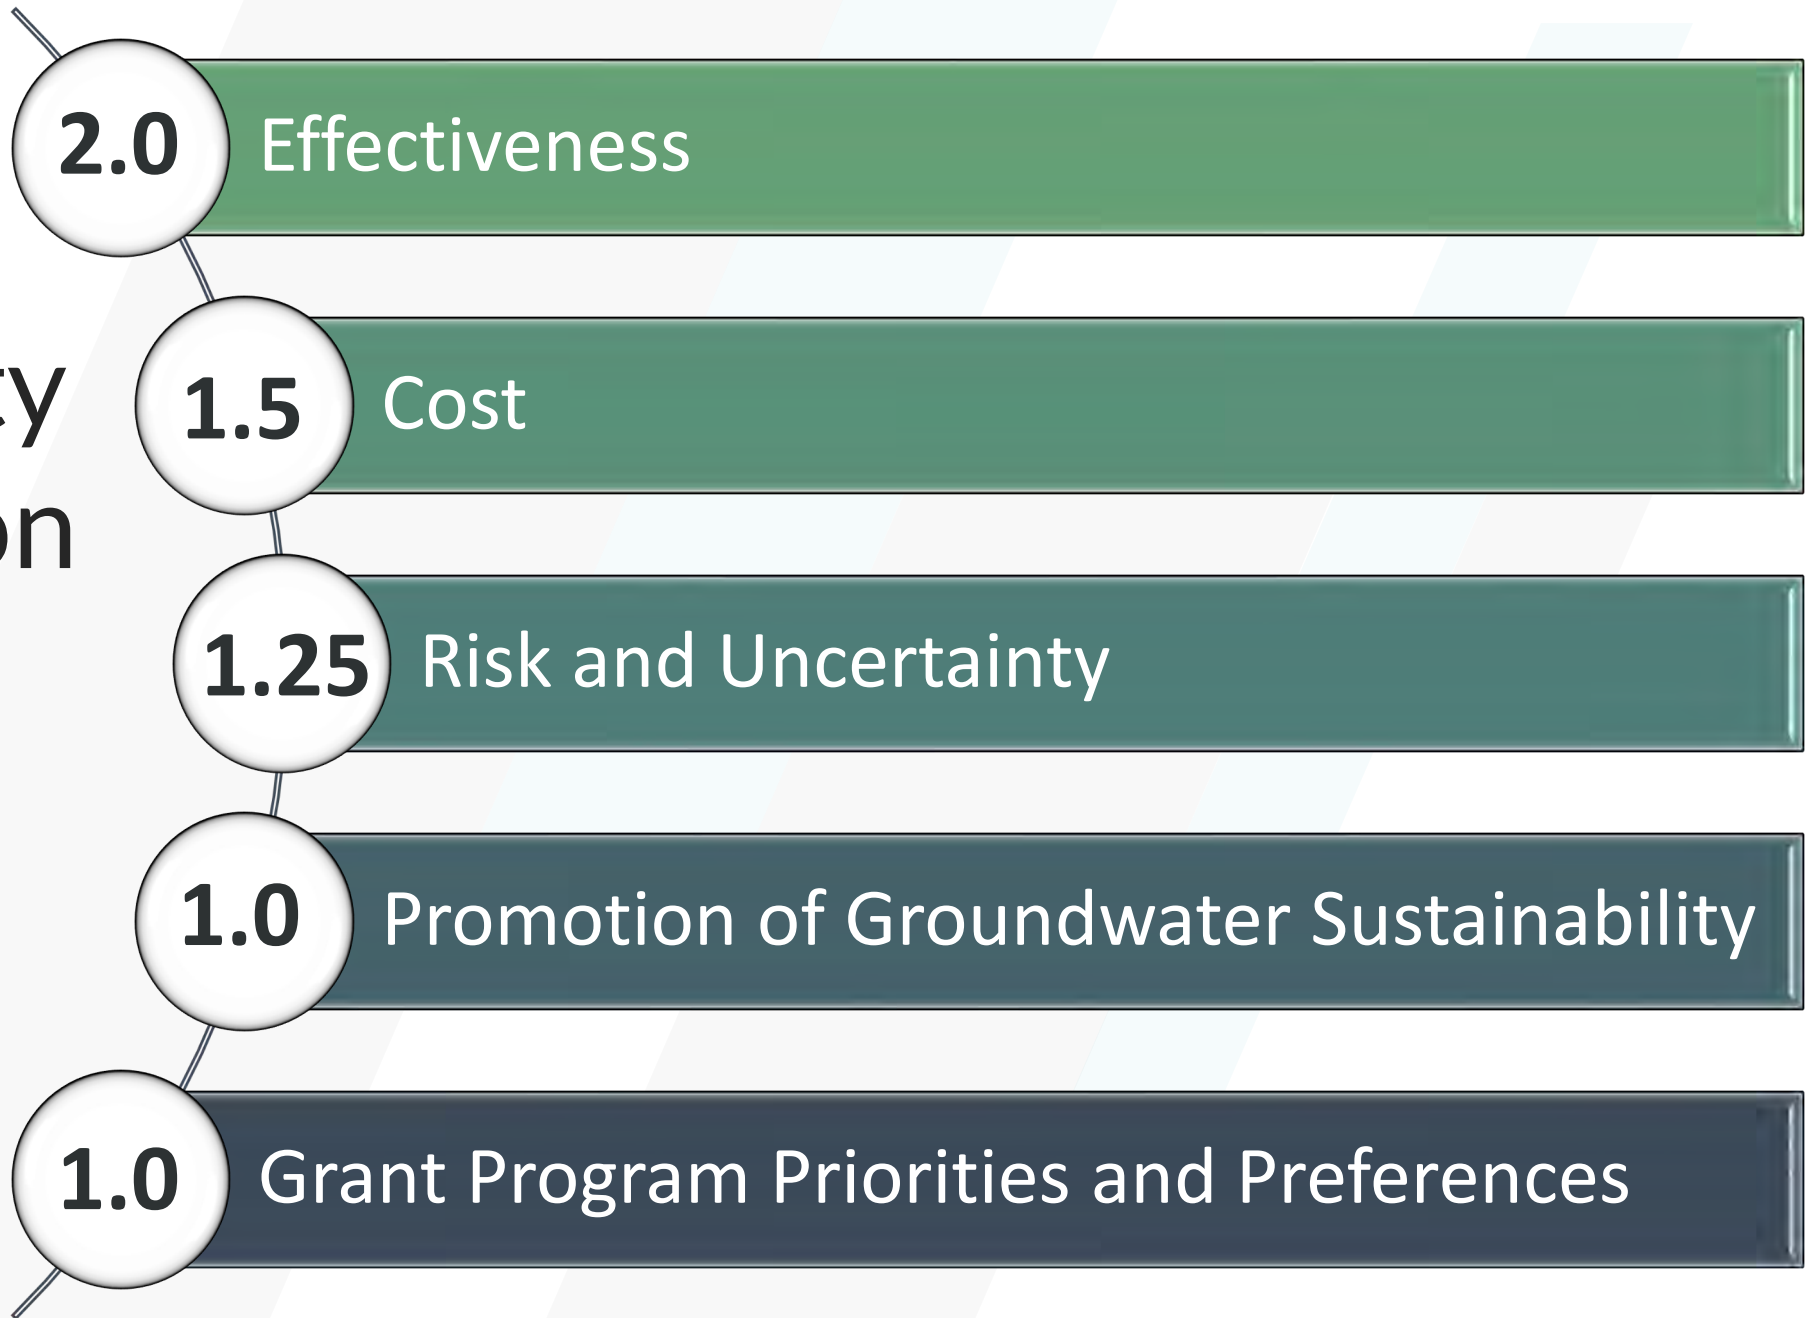 2.0 Effectiveness
1.5 Cost
1.25 Risk and Uncertainty
1.0 Promotion of Groundwater Sustainability
1.0 Grant Program Priorities and Preferences